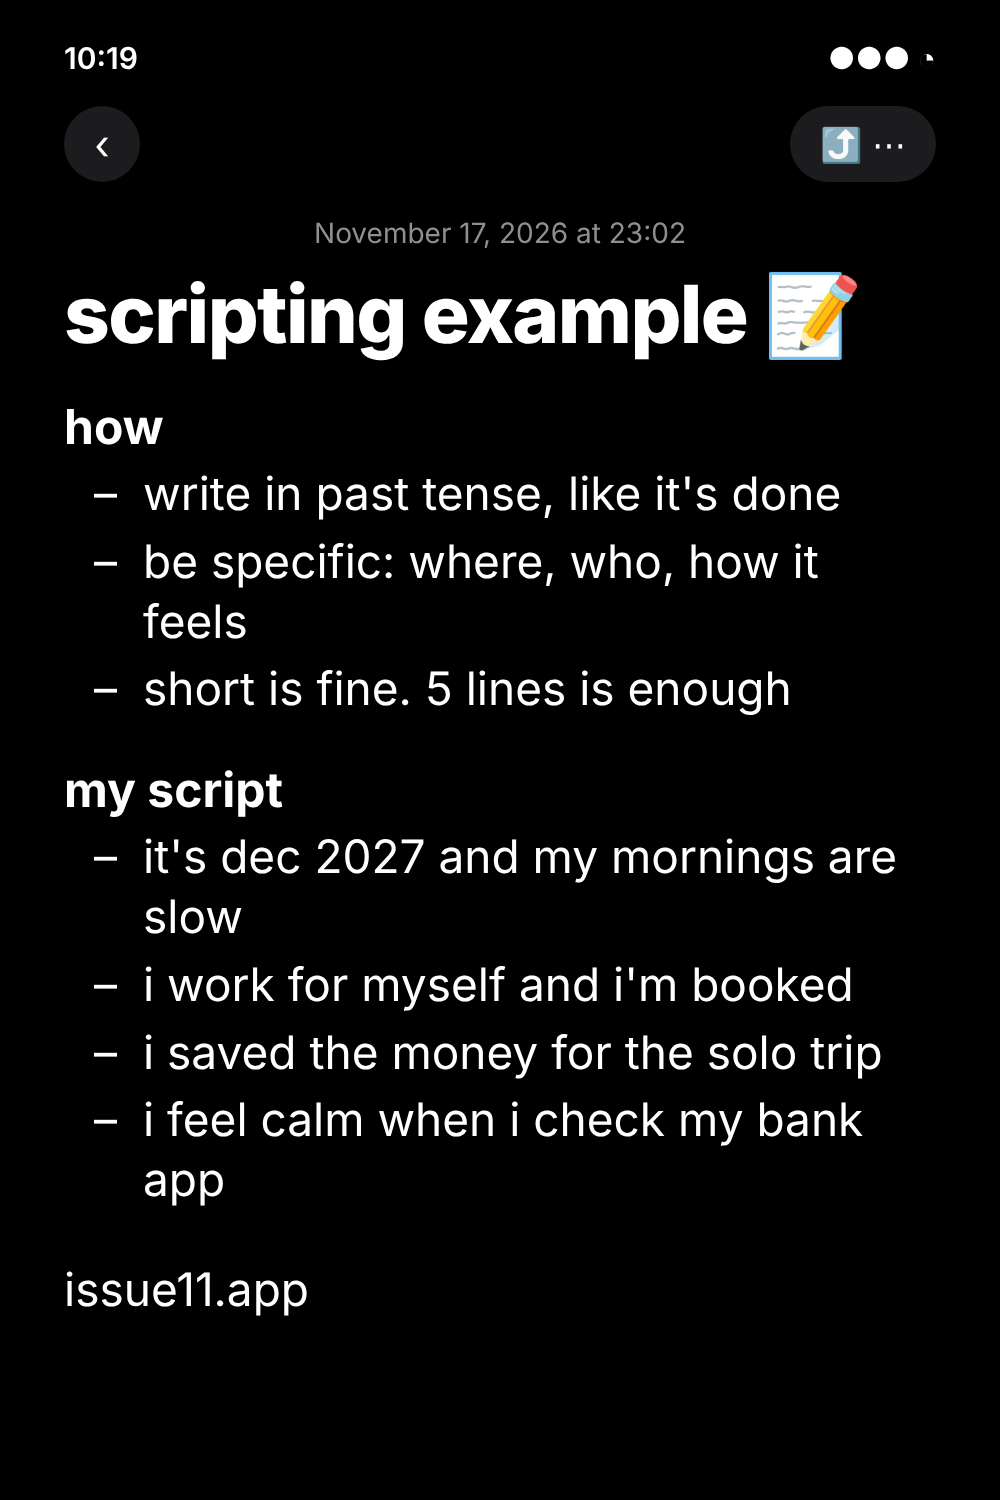 10:19
November 17, 2026 at 23:02
scripting example 📝
how
– write in past tense, like it's done
– be specific: where, who, how it
feels
– short is fine. 5 lines is enough
my script
– it's dec 2027 and my mornings are
slow
– i work for myself and i'm booked
– i saved the money for the solo trip
– i feel calm when i check my bank
app
issue11.app